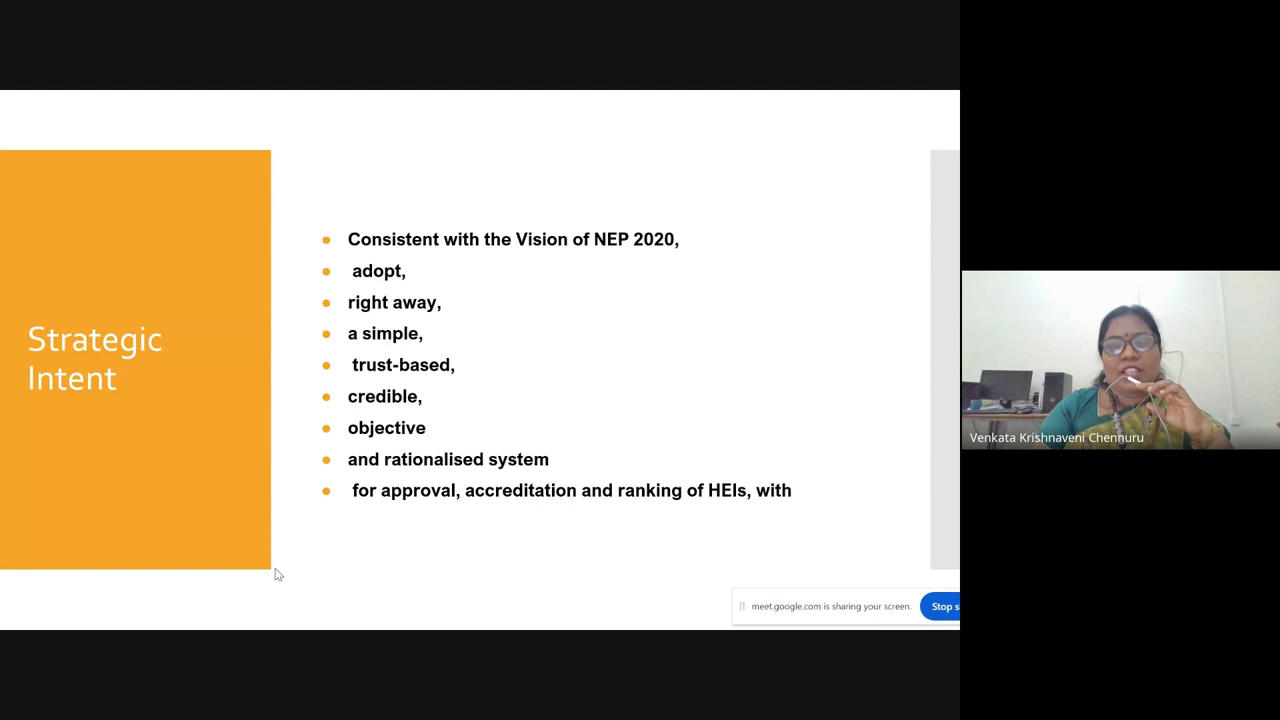 Strategic
Intent
Consistent with the Vision of NEP 2020,
adopt,
right away,
a simple,
trust-based,
credible,
objective
and rationalised system
for approval, accreditation and ranking of HEIs, with
meet.google.com is sharing your screen.
Stop s
Venkata Krishnaveni Chennuru